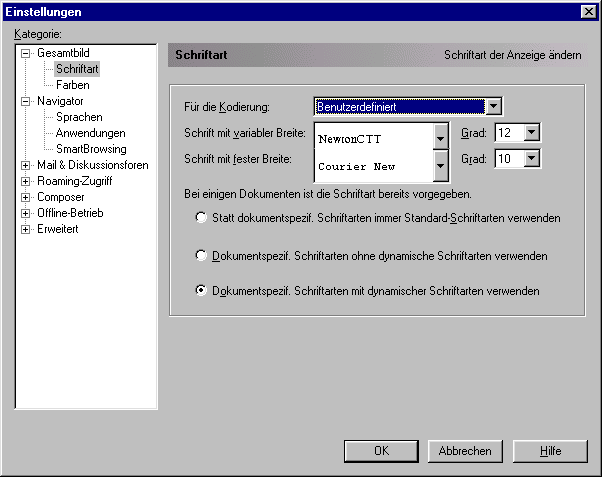 Einstellungen
Kategorie:
Gesamtbild
Schriftart
Farben
Navigator
Sprachen
Anwendungen
SmartBrowsing
Mail & Diskussionsforen
Roaming-Zugriff
Composer
Offline-Betrieb
Erweitert
Schriftart Schriftart der Anzeige ändern
Für die Kodierung: Benutzerdefiniert
Schrift mit variabler Breite: NewtonCTT Grad: 12
Schrift mit fester Breite: Courier New Grad: 10
Bei einigen Dokumenten ist die Schriftart bereits vorgegeben.
Statt dokumentspezif. Schriftarten immer Standard-Schriftarten verwenden
Dokumentspezif. Schriftarten ohne dynamische Schriftarten verwenden
Dokumentspezif. Schriftarten mit dynamischer Schriftarten verwenden
OK Abbrechen Hilfe